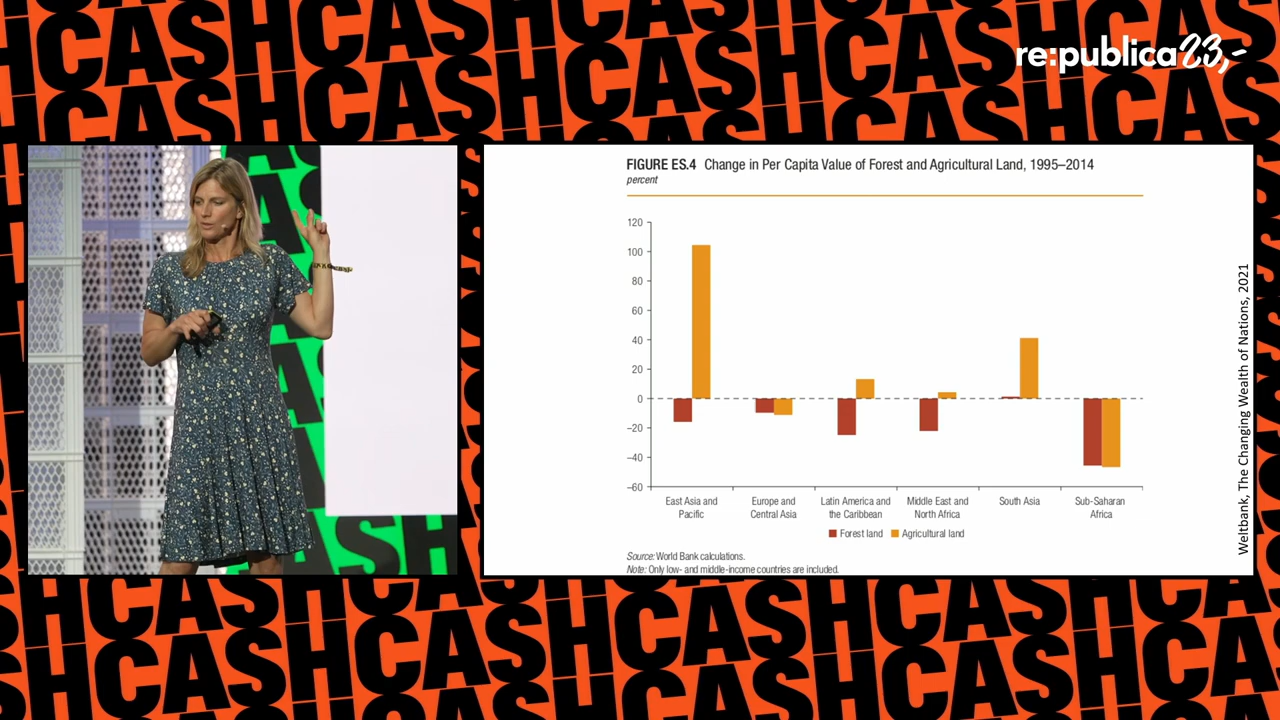 CASH
re:publica23,-
FIGURE ES.4 Change in Per Capita Value of Forest and Agricultural Land, 1995–2014
percent
120
100
80
60
40
20
0
−20
−40
−60
East Asia and
Pacific
Europe and
Central Asia
Latin America and
the Caribbean
Middle East and
North Africa
South Asia
Sub-Saharan
Africa
Forest land Agricultural land
Source: World Bank calculations.
Note: Only low- and middle-income countries are included.
Weltbank, The Changing Wealth of Nations, 2021